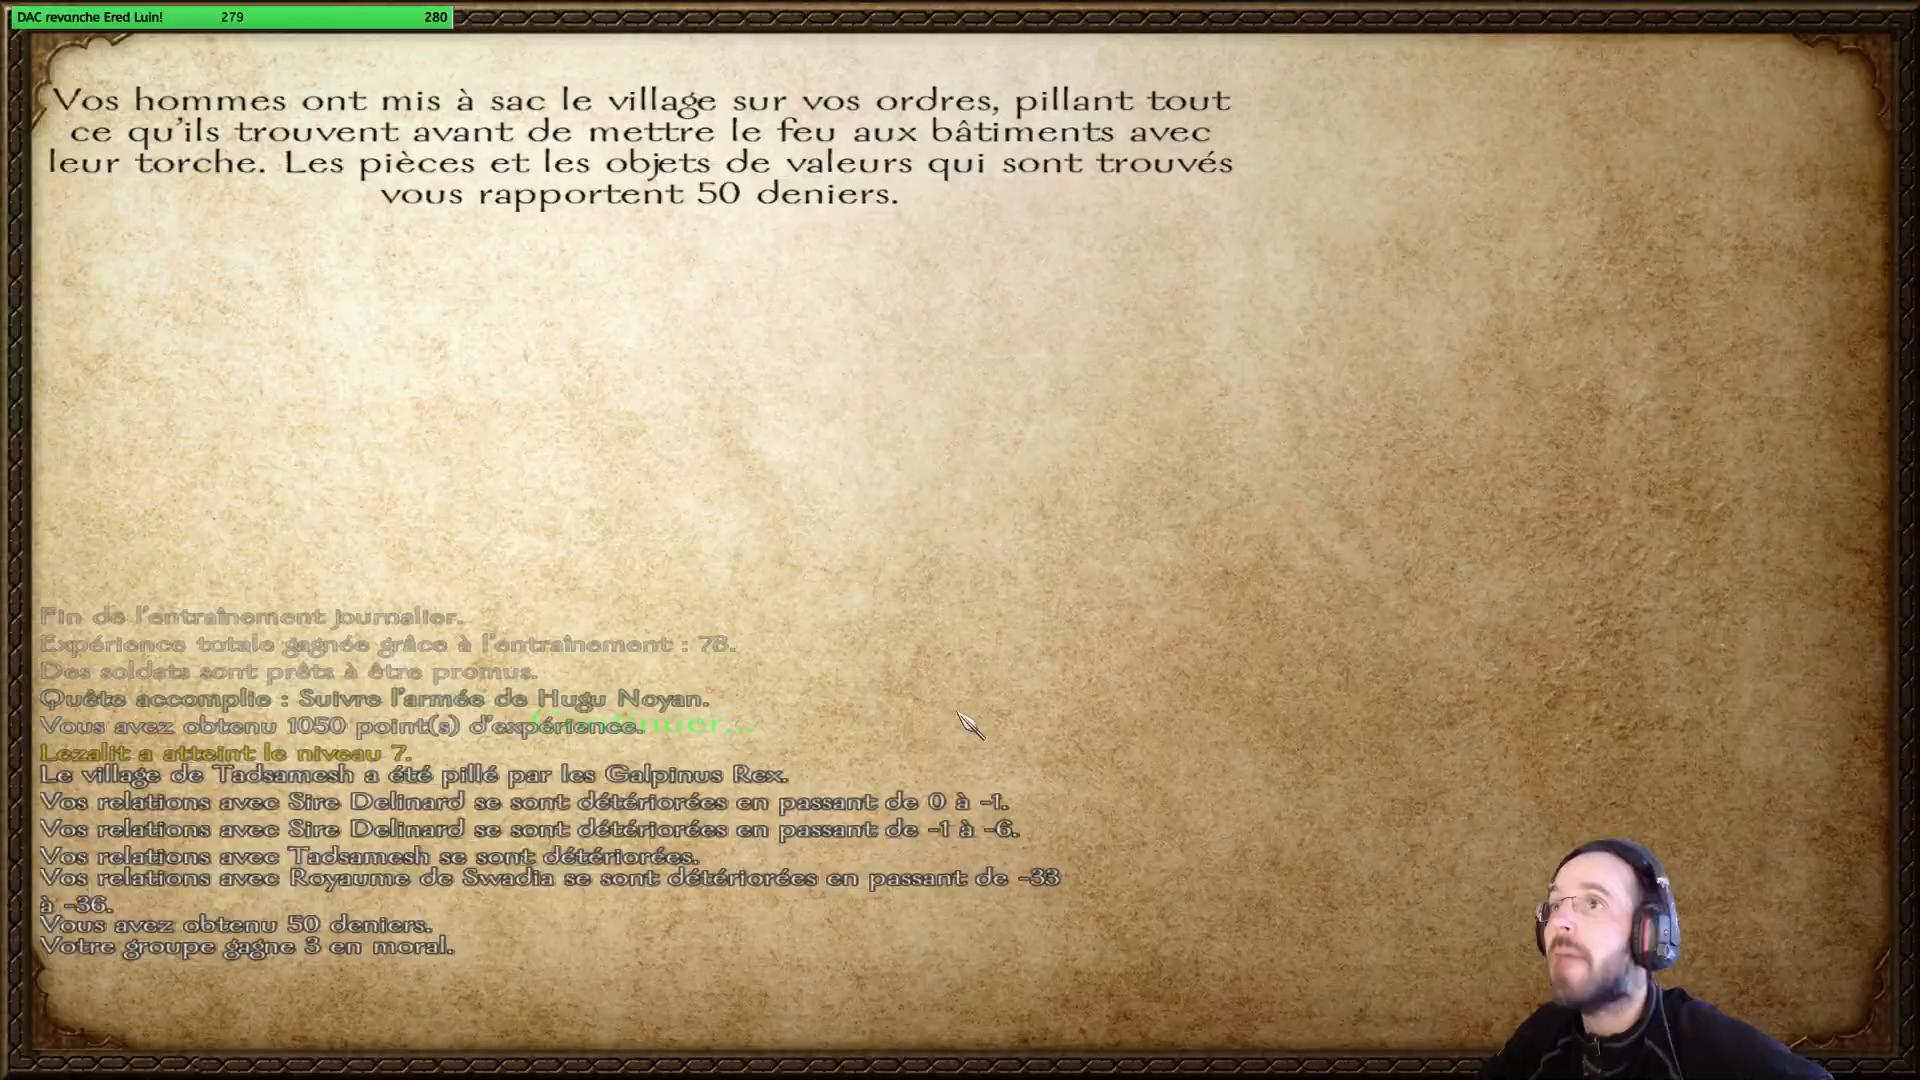 DAC revanche Ered Luin! 279 280
Vos hommes ont mis à sac le village sur vos ordres, pillant tout
ce qu'ils trouvent avant de mettre le feu aux bâtiments avec
leur torche. Les pièces et les objets de valeurs qui sont trouvés
vous rapportent 50 deniers.
Fin de l'entraînement journalier.
Expérience totale gagnée grâce à l'entraînement : 78.
Des soldats sont prêts à être promus.
Quête accomplie : Suivre l'armée de Hugu Noyan.
Vous avez obtenu 1050 point(s) d'expérience.
Continuer...
Lezalit a atteint le niveau 7.
Le village de Tadsamesh a été pillé par les Galpinus Rex.
Vos relations avec Sire Delinard se sont détériorées en passant de 0 à -1.
Vos relations avec Sire Delinard se sont détériorées en passant de -1 à -6.
Vos relations avec Tadsamesh se sont détériorées.
Vos relations avec Royaume de Swadia se sont détériorées en passant de -33
à -36.
Vous avez obtenu 50 deniers.
Votre groupe gagne 3 en moral.